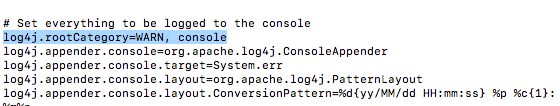 # Set everything to be logged to the console
log4j.rootCategory=WARN, console
log4j.appender.console=org.apache.log4j.ConsoleAppender
log4j.appender.console.target=System.err
log4j.appender.console.layout=org.apache.log4j.PatternLayout
log4j.appender.console.layout.ConversionPattern=%d{yy/MM/dd HH:mm:ss} %p %c{1}: